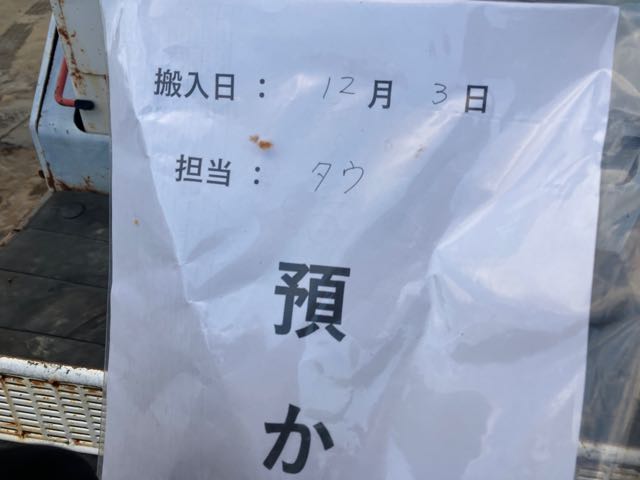 搬入日： 12月 3日
担当： タウ
預
か